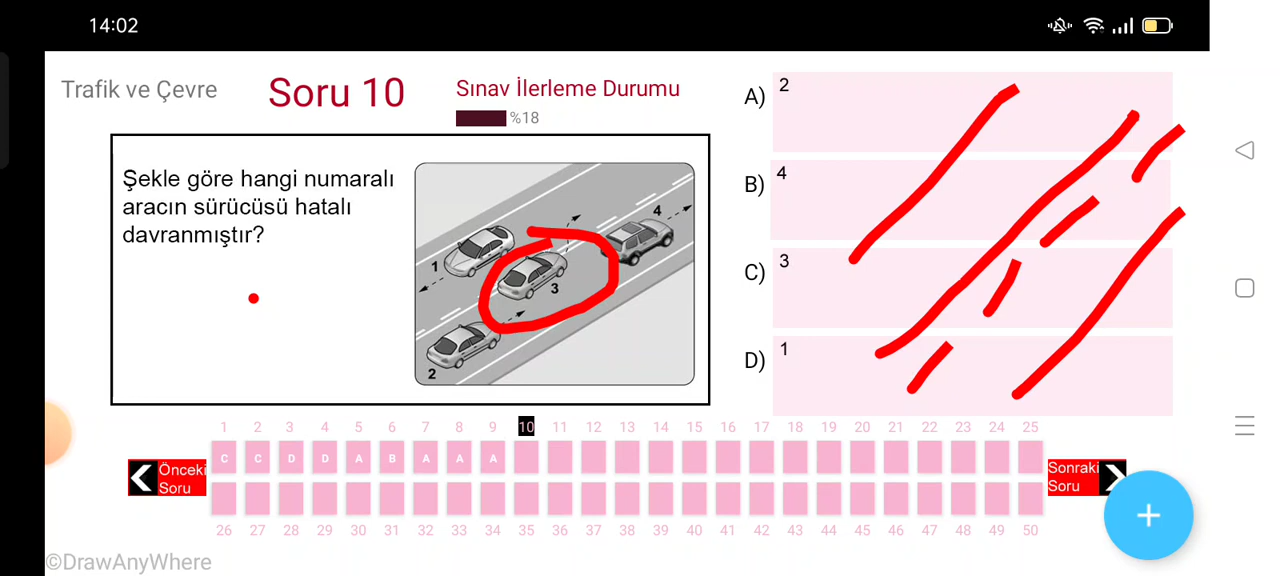 14:02
Trafik ve Çevre
Soru 10
Sınav İlerleme Durumu
%18
Şekle göre hangi numaralı
aracın sürücüsü hatalı
davranmıştır?
1
2
3
4
A) 2
B) 4
C) 3
D) 1
1 2 3 4 5 6 7 8 9 10 11 12 13 14 15 16 17 18 19 20 21 22 23 24 25
C C D D A B A A A
Önceki
Soru
Sonraki
Soru
26 27 28 29 30 31 32 33 34 35 36 37 38 39 40 41 42 43 44 45 46 47 48 49 50
©DrawAnyWhere